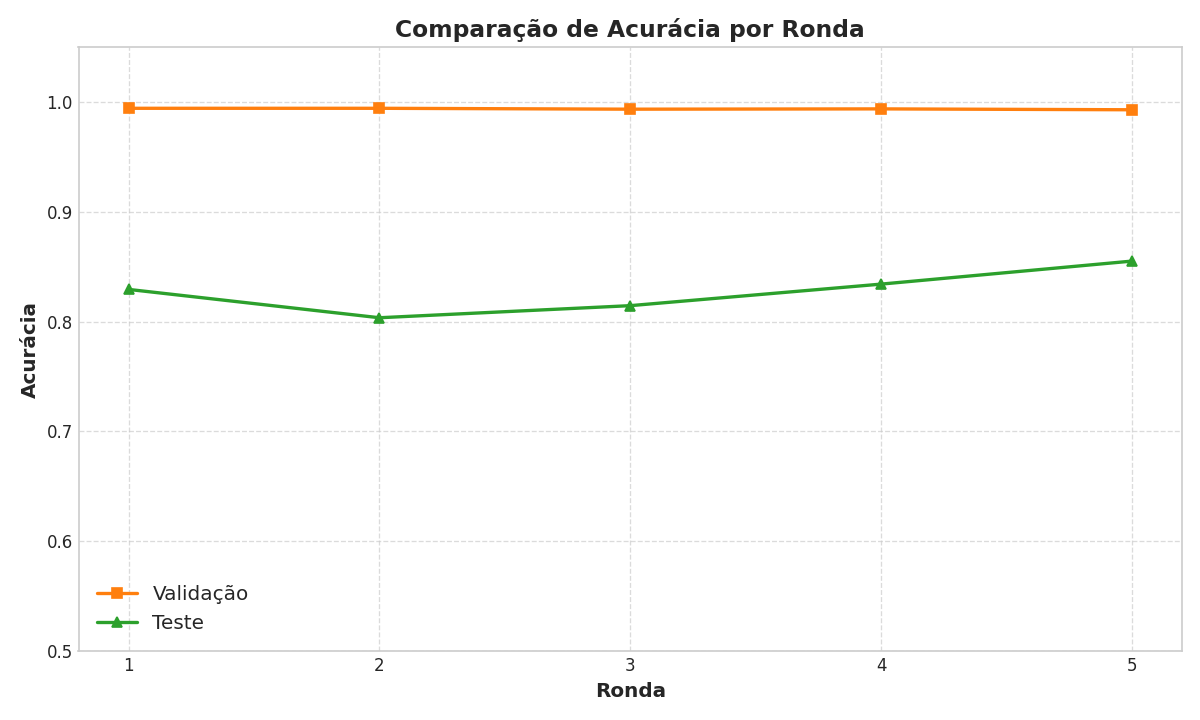 Comparação de Acurácia por Ronda
Acurácia
1.0
0.9
0.8
0.7
0.6
0.5
Validação
Teste
1 2 3 4 5
Ronda